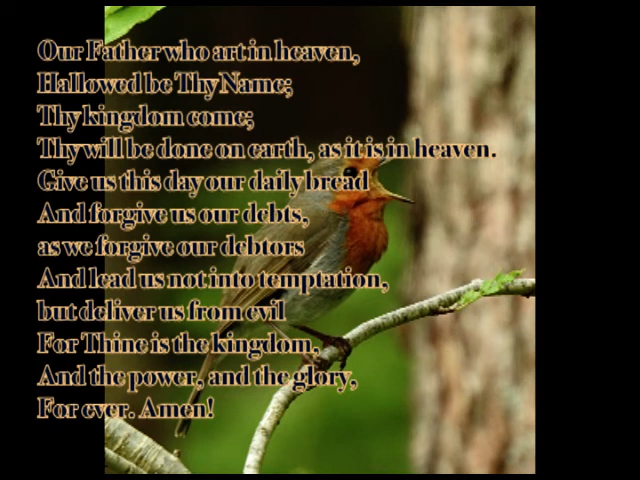 Our Father who art in heaven,
Hallowed be Thy Name;
Thy kingdom come;
Thy will be done on earth, as it is in heaven.
Give us this day our daily bread
And forgive us our debts,
as we forgive our debtors
And lead us not into temptation,
but deliver us from evil
For Thine is the kingdom,
And the power, and the glory,
For ever. Amen!